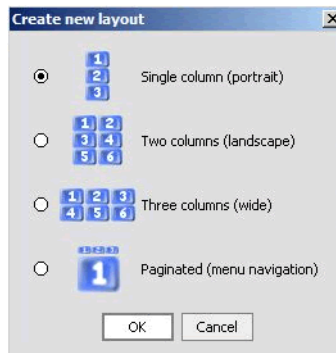 Create new layout
1
2
3
Single column (portrait)
1 2
3 4
5 6
Two columns (landscape)
1 2 3
4 5 6
Three columns (wide)
1
Paginated (menu navigation)
OK Cancel